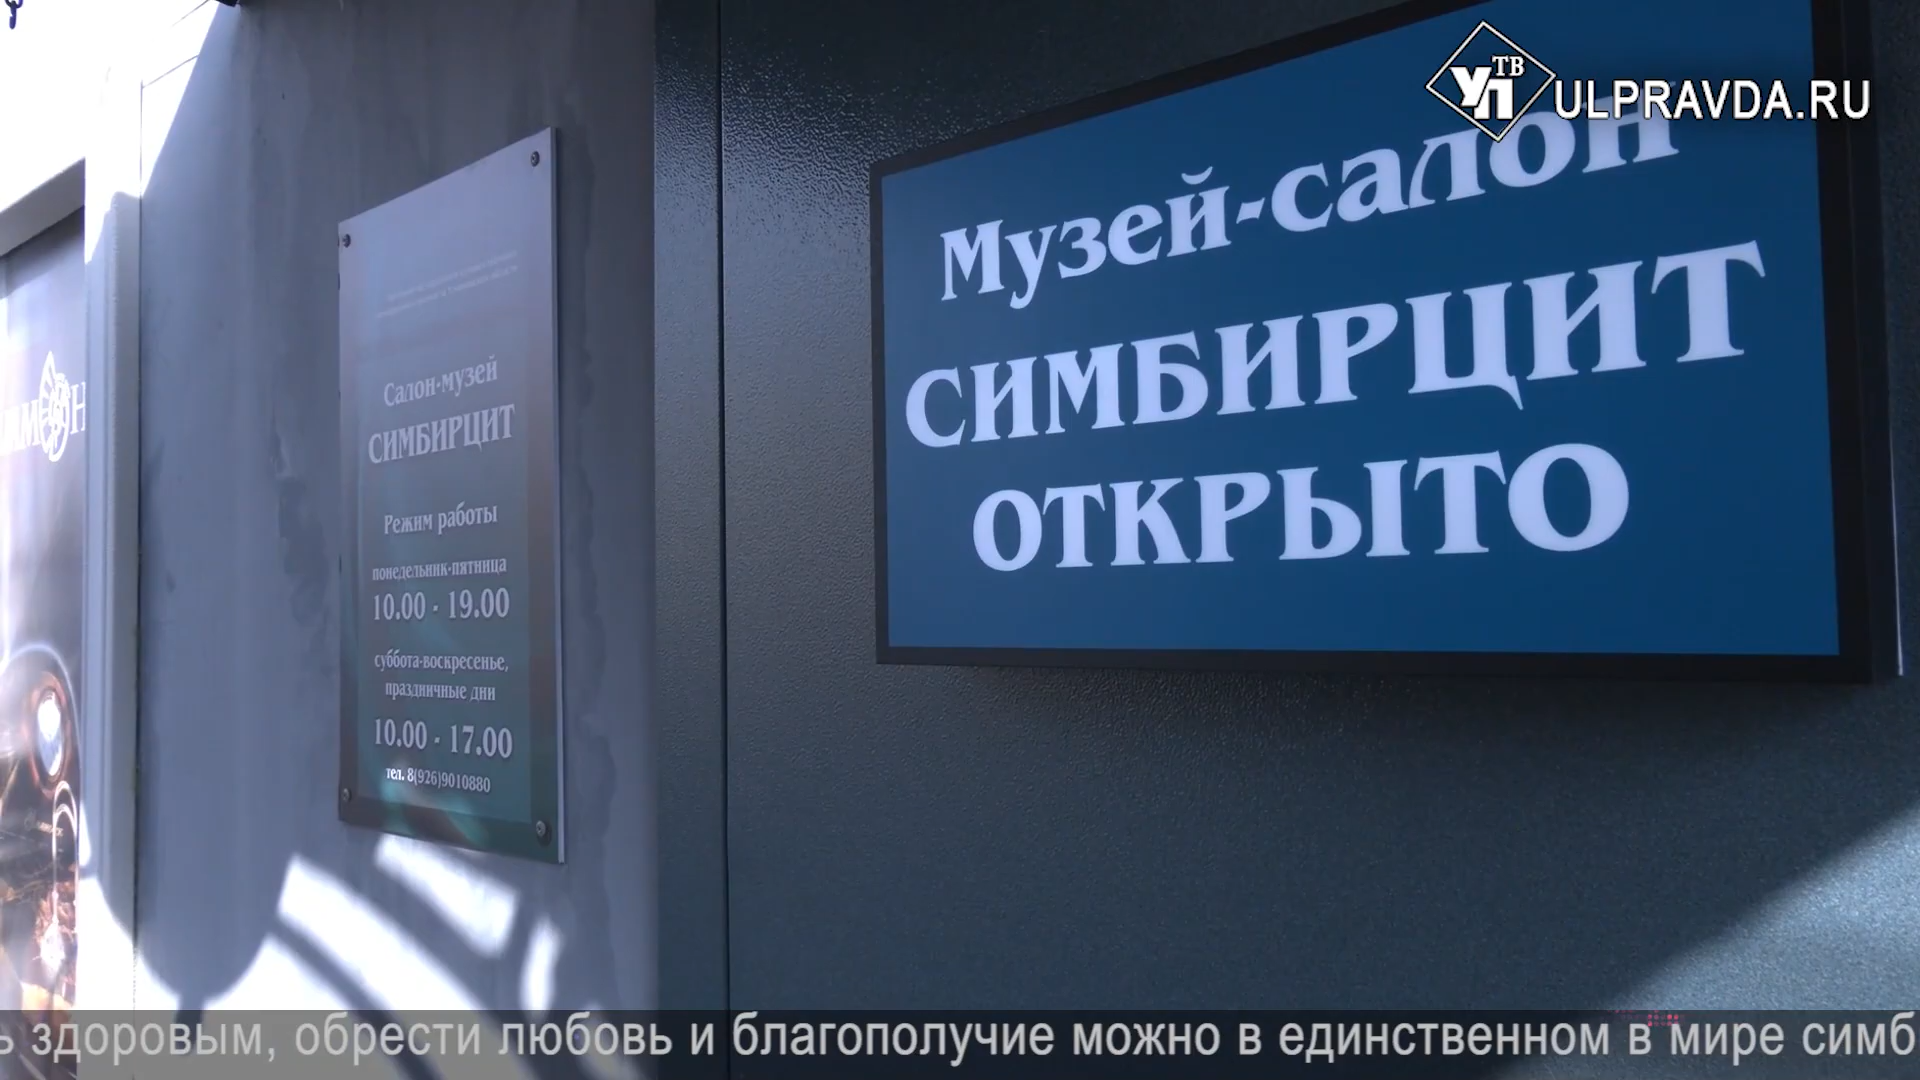 УП ТВ ULPRAVDA.RU
Музей-салон
СИМБИРЦИТ
ОТКРЫТО
Салон-музей
СИМБИРЦИТ
Режим работы
понедельник-пятница
10.00 - 19.00
суббота-воскресенье,
праздничные дни
10.00 - 17.00
тел. 8(926)9010880
ь здоровым, обрести любовь и благополучие можно в единственном в мире симб